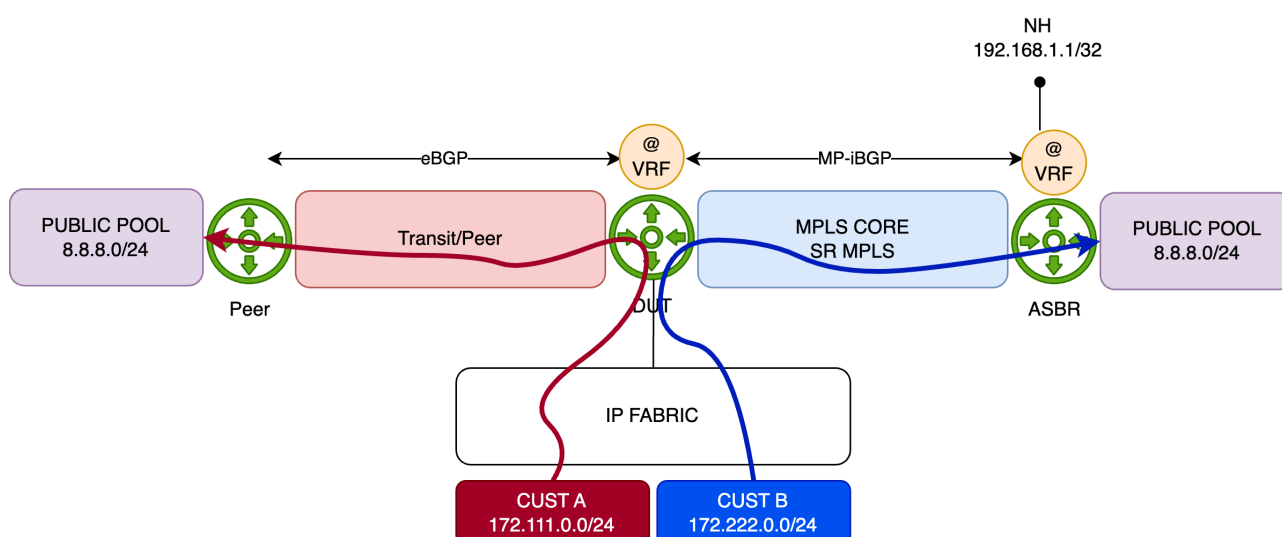 NH
192.168.1.1/32
@
VRF
@
VRF
eBGP
MP-iBGP
PUBLIC POOL
8.8.8.0/24
Transit/Peer
MPLS CORE
SR MPLS
PUBLIC POOL
8.8.8.0/24
Peer
DUT
ASBR
IP FABRIC
CUST A
172.111.0.0/24
CUST B
172.222.0.0/24